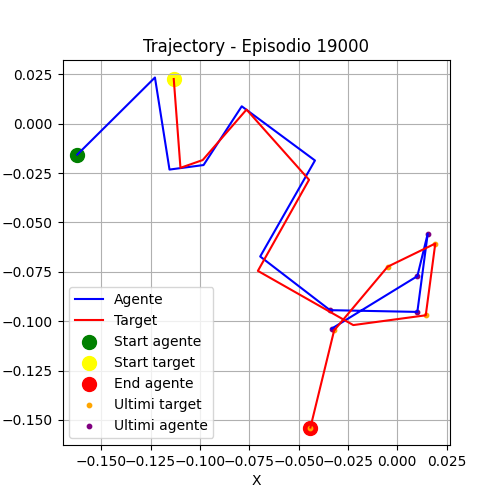 Trajectory - Episodio 19000
0.025
0.000
−0.025
−0.050
−0.075
−0.100
−0.125
−0.150
Agente
Target
Start agente
Start target
End agente
Ultimi target
Ultimi agente
−0.150 −0.125 −0.100 −0.075 −0.050 −0.025 0.000 0.025
X